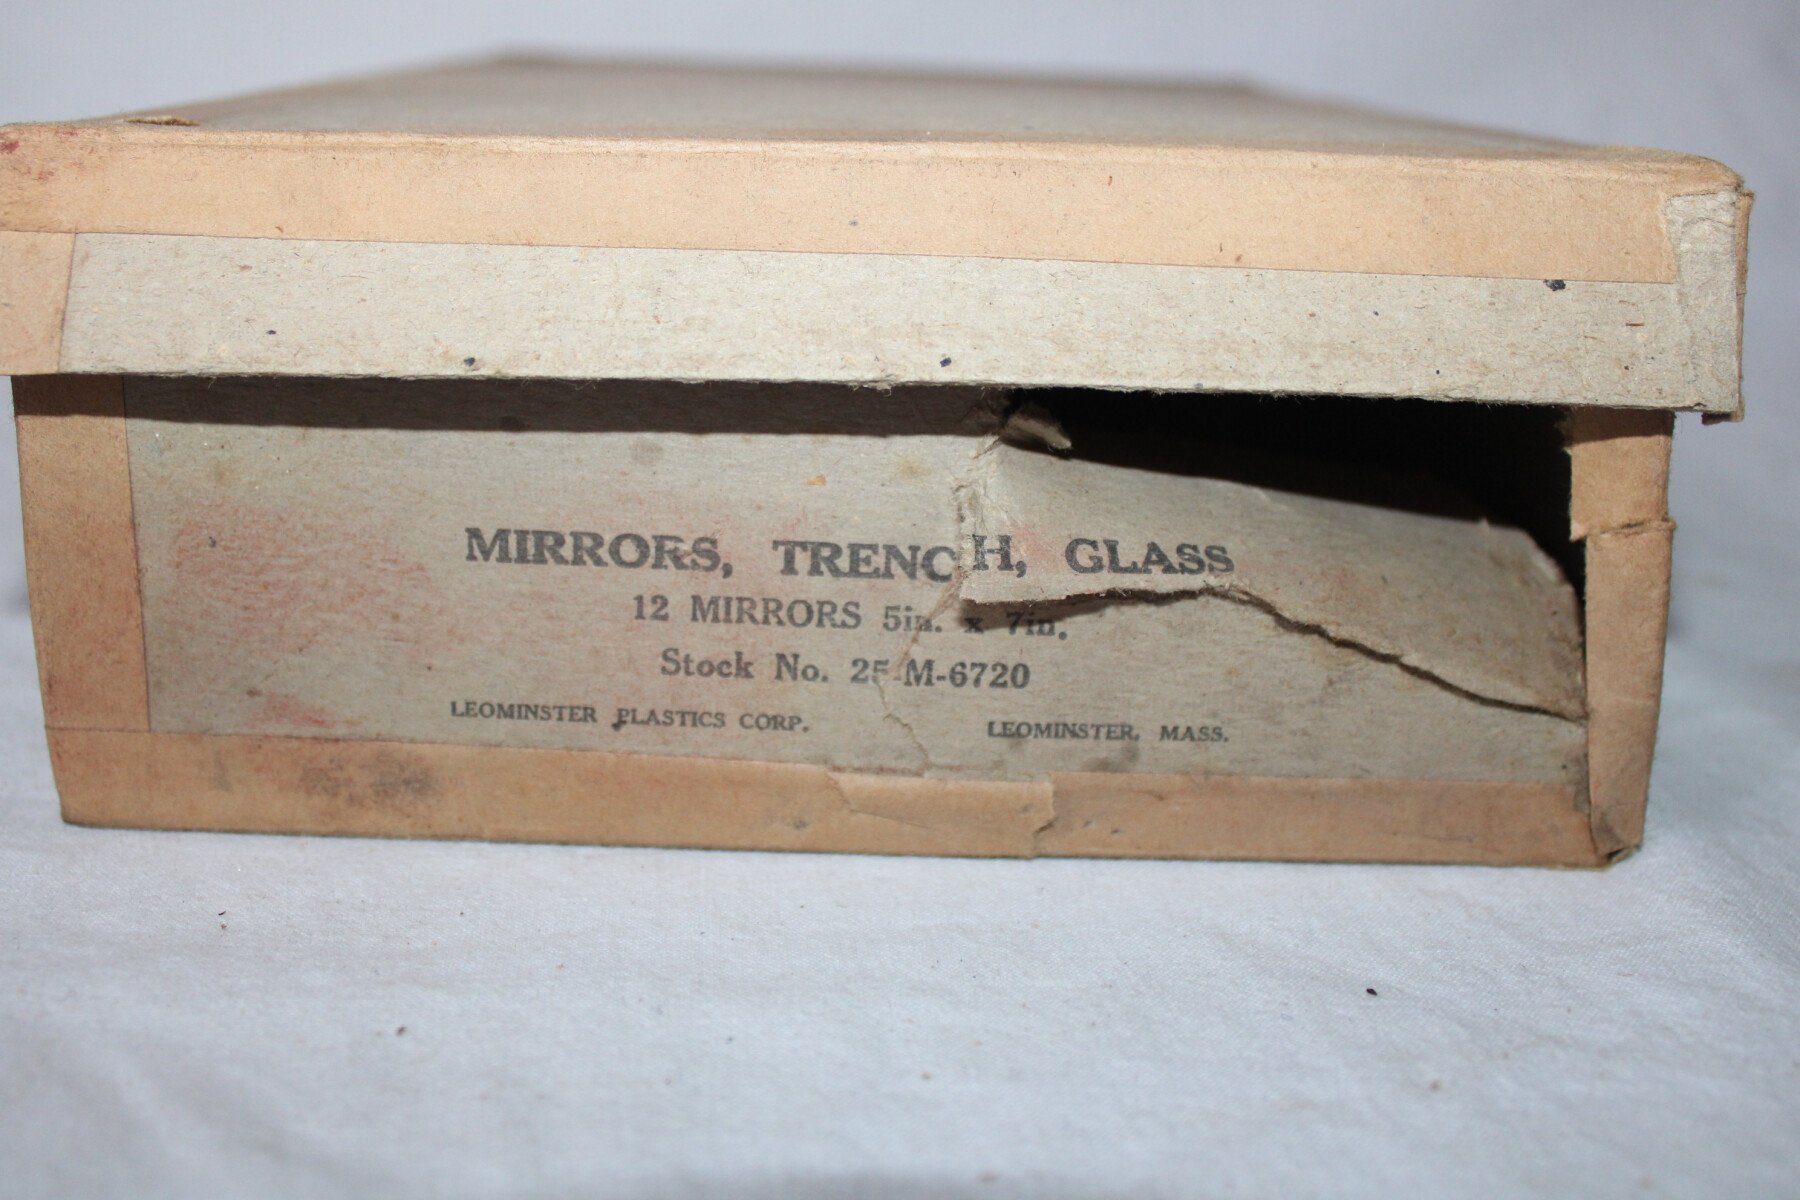 MIRRORS, TRENCH, GLASS
12 MIRRORS 5in. x 7in.
Stock No. 25-M-6720
LEOMINSTER PLASTICS CORP. LEOMINSTER, MASS.